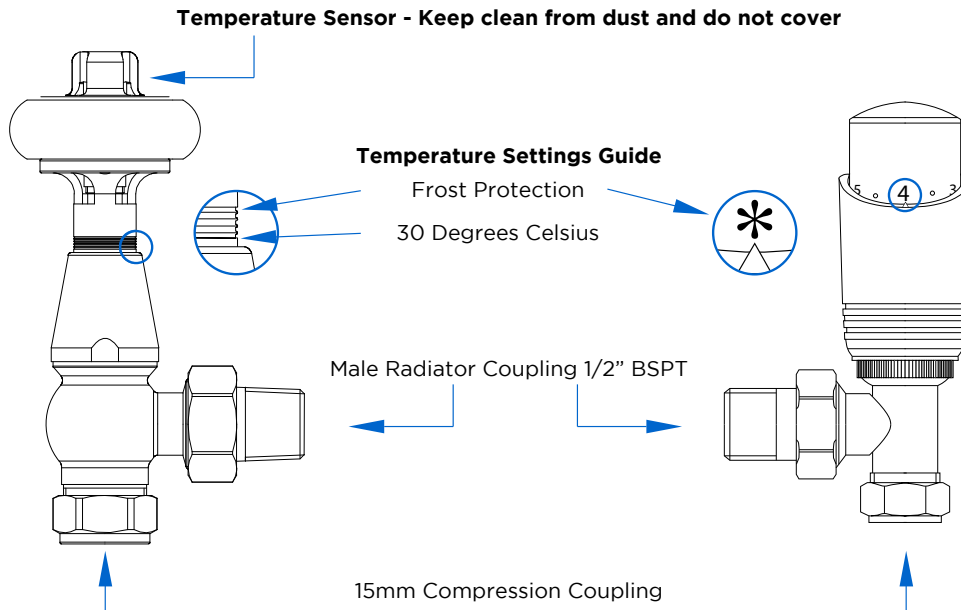 Temperature Sensor - Keep clean from dust and do not cover
Temperature Settings Guide
Frost Protection
5 4 3
*
30 Degrees Celsius
Male Radiator Coupling 1/2” BSPT
15mm Compression Coupling